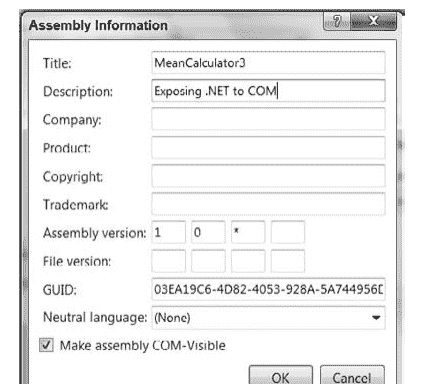 Assembly Information
Title: MeanCalculator3
Description: Exposing .NET to COM
Company:
Product:
Copyright:
Trademark:
Assembly version: 1 0 *
File version:
GUID: 03EA19C6-4D82-4053-928A-5A744956D
Neutral language: (None)
Make assembly COM-Visible
OK Cancel